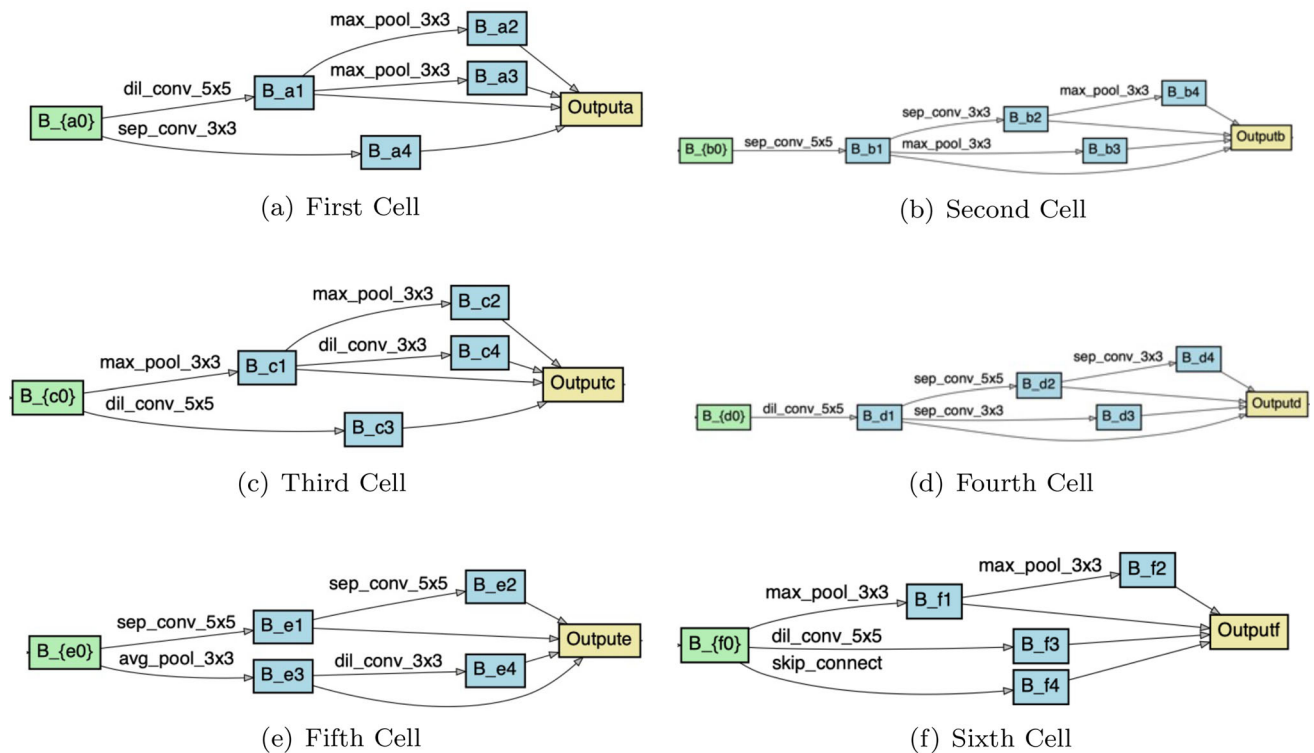 max_pool_3x3
B_a2
dil_conv_5x5
B_a1
max_pool_3x3
B_a3
B_{a0}
Outputa
sep_conv_3x3
B_a4
(a) First Cell
max_pool_3x3
B_b4
sep_conv_3x3
B_b2
Outputb
B_{b0}
sep_conv_5x5
B_b1
max_pool_3x3
B_b3
(b) Second Cell
max_pool_3x3
B_c2
max_pool_3x3
B_c1
dil_conv_3x3
B_c4
B_{c0}
Outputc
dil_conv_5x5
B_c3
(c) Third Cell
sep_conv_3x3
B_d4
sep_conv_5x5
B_d2
Outputd
B_{d0}
dil_conv_5x5
B_d1
sep_conv_3x3
B_d3
(d) Fourth Cell
sep_conv_5x5
B_e2
sep_conv_5x5
B_e1
Outpute
B_{e0}
avg_pool_3x3
B_e3
dil_conv_3x3
B_e4
(e) Fifth Cell
max_pool_3x3
B_f2
max_pool_3x3
B_f1
Outputf
B_{f0}
dil_conv_5x5
B_f3
skip_connect
B_f4
(f) Sixth Cell